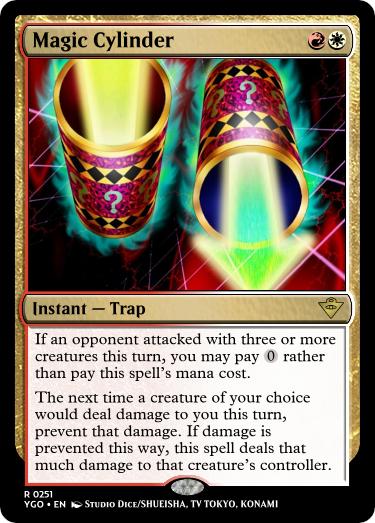 Magic Cylinder
?
?
Instant — Trap
If an opponent attacked with three or more
creatures this turn, you may pay 0 rather
than pay this spell's mana cost.
The next time a creature of your choice
would deal damage to you this turn,
prevent that damage. If damage is
prevented this way, this spell deals that
much damage to that creature's controller.
R 0251
YGO • EN Studio Dice/SHUEISHA, TV TOKYO, KONAMI